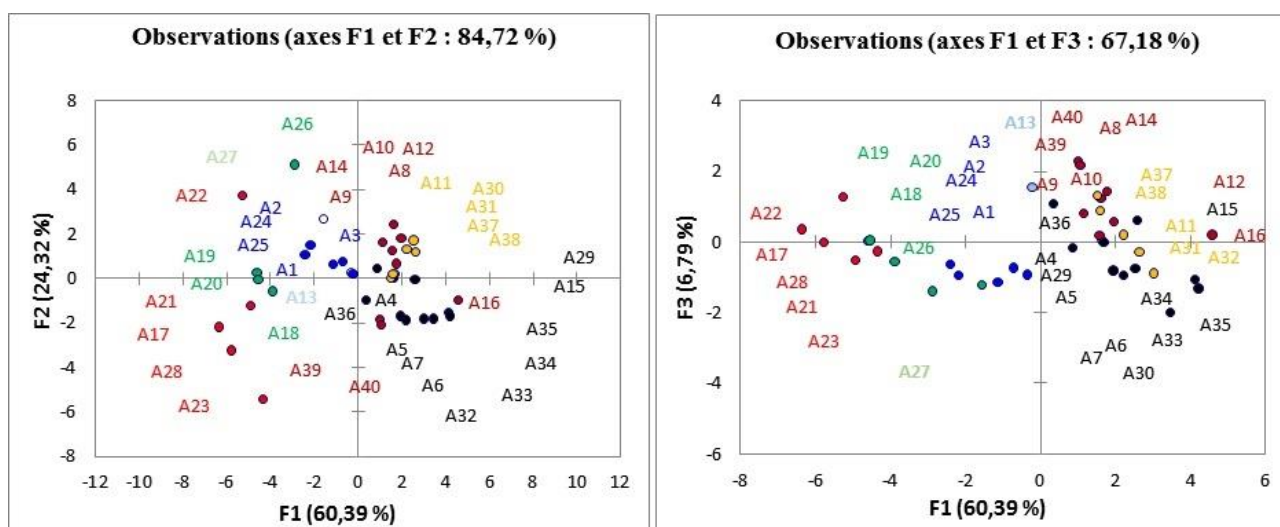 Observations (axes F1 et F2 : 84,72 %)
8
6
4
2
0
-2
-4
-6
-8
F2 (24,32 %)
A26
A27
A10 A12
A14
A8
A22
A9
A11
A30
A31
A37
A38
A2
A24
A25
A3
A19
A1
A20
A13
A29
A15
A21
A17
A18
A36
A4
A16
A35
A28
A39
A5
A7
A34
A23
A40
A6
A33
A32
-12 -10 -8 -6 -4 -2 0 2 4 6 8 10 12
F1 (60,39 %)
Observations (axes F1 et F3 : 67,18 %)
4
2
0
-2
-4
-6
F3 (6,79 %)
A13
A40
A14
A8
A3
A39
A19
A20
A2
A24
A9
A10
A37
A38
A12
A18
A22
A25
A1
A36
A15
A11
A16
A17
A26
A4
A31
A32
A28
A29
A21
A5
A34
A35
A23
A6
A33
A7
A30
A27
-8 -6 -4 -2 0 2 4 6
F1 (60,39 %)